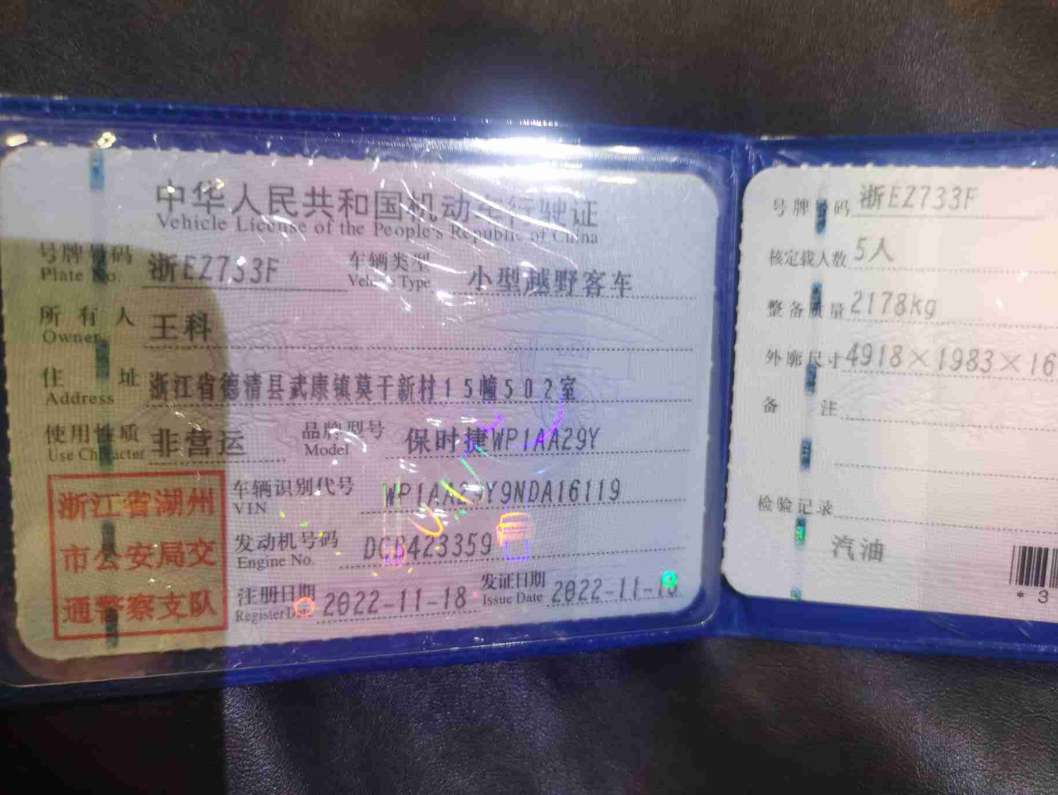 中华人民共和国机动车行驶证
Vehicle License of the People's Republic of China
号牌号码 浙EZ733F 车辆类型 小型越野客车
Plate No. Vehicle Type
所有人 王科
Owner
住址 浙江省德清县武康镇莫干新村15幢502室
Address
使用性质 非营运 品牌型号 保时捷WP1AA29Y
Use Character Model
浙江省湖州
市公安局交
通警察支队
车辆识别代号 WP1AA29Y9NDA16119
VIN
发动机号码 DCB423359
Engine No.
注册日期 2022-11-18 发证日期 2022-11-
Register Date Issue Date
号牌号码 浙EZ733F
核定载人数 5人
整备质量 2178kg
外廓尺寸 4918×1983×16
备注
检验记录
汽油
* 3